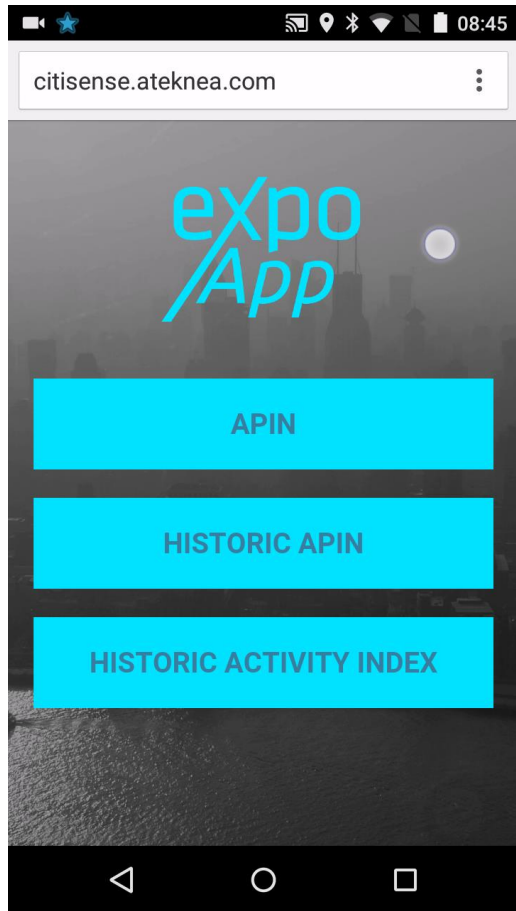 08:45
citisense.ateknea.com
expo
App
APIN
HISTORIC APIN
HISTORIC ACTIVITY INDEX